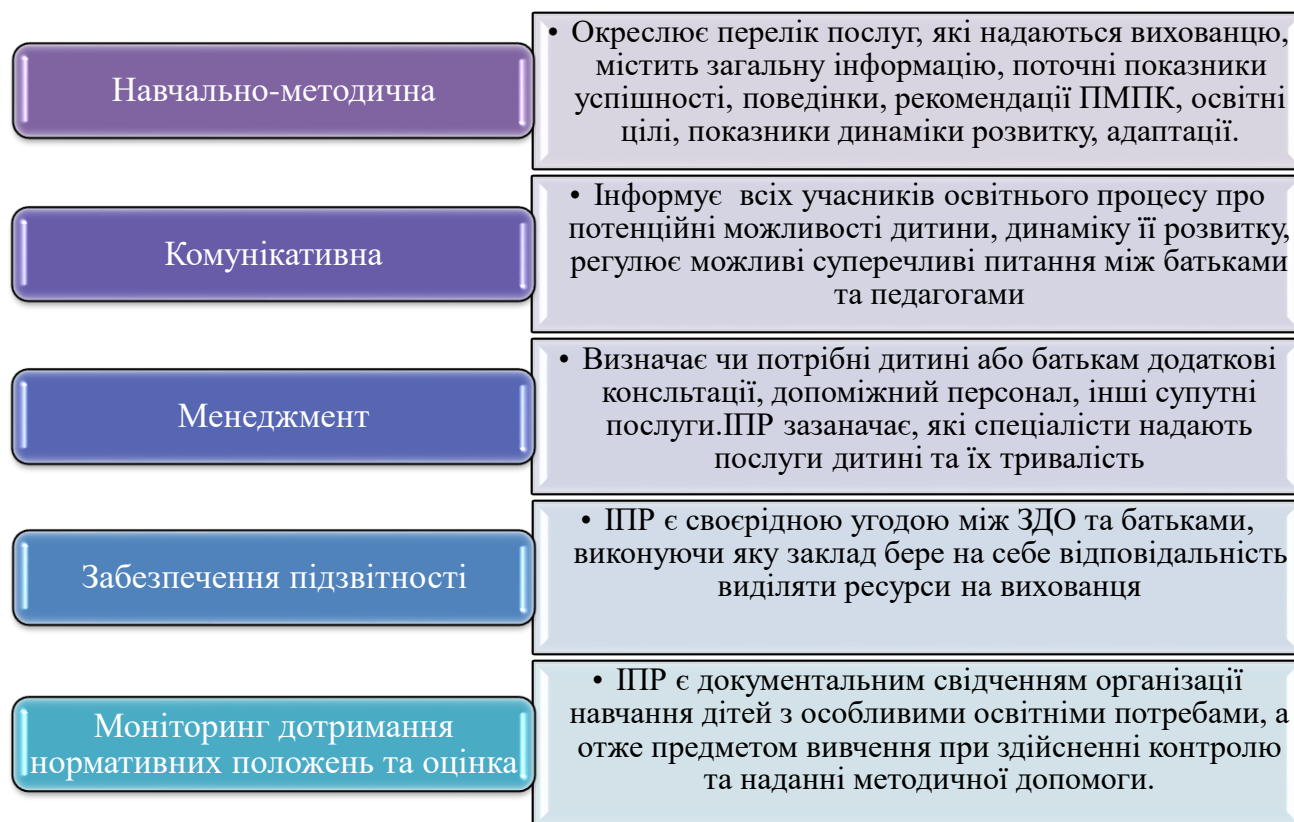 Навчально-методична
• Окреслює перелік послуг, які надаються вихованцю,
містить загальну інформацію, поточні показники
успішності, поведінки, рекомендації ПМПК, освітні
цілі, показники динаміки розвитку, адаптації.
Комунікативна
• Інформує всіх учасників освітнього процесу про
потенційні можливості дитини, динаміку її розвитку,
регулює можливі суперечливі питання між батьками
та педагогами
Менеджмент
• Визначає чи потрібні дитині або батькам додаткові
консльтації, допоміжний персонал, інші супутні
послуги.ІПР зазаначає, які спеціалісти надають
послуги дитині та їх тривалість
Забезпечення підзвітності
• ІПР є своєрідною угодою між ЗДО та батьками,
виконуючи яку заклад бере на себе відповідальність
виділяти ресурси на вихованця
Моніторинг дотримання
нормативних положень та оцінка
• ІПР є документальним свідченням організації
навчання дітей з особливими освітніми потребами, а
отже предметом вивчення при здійсненні контролю
та наданні методичної допомоги.